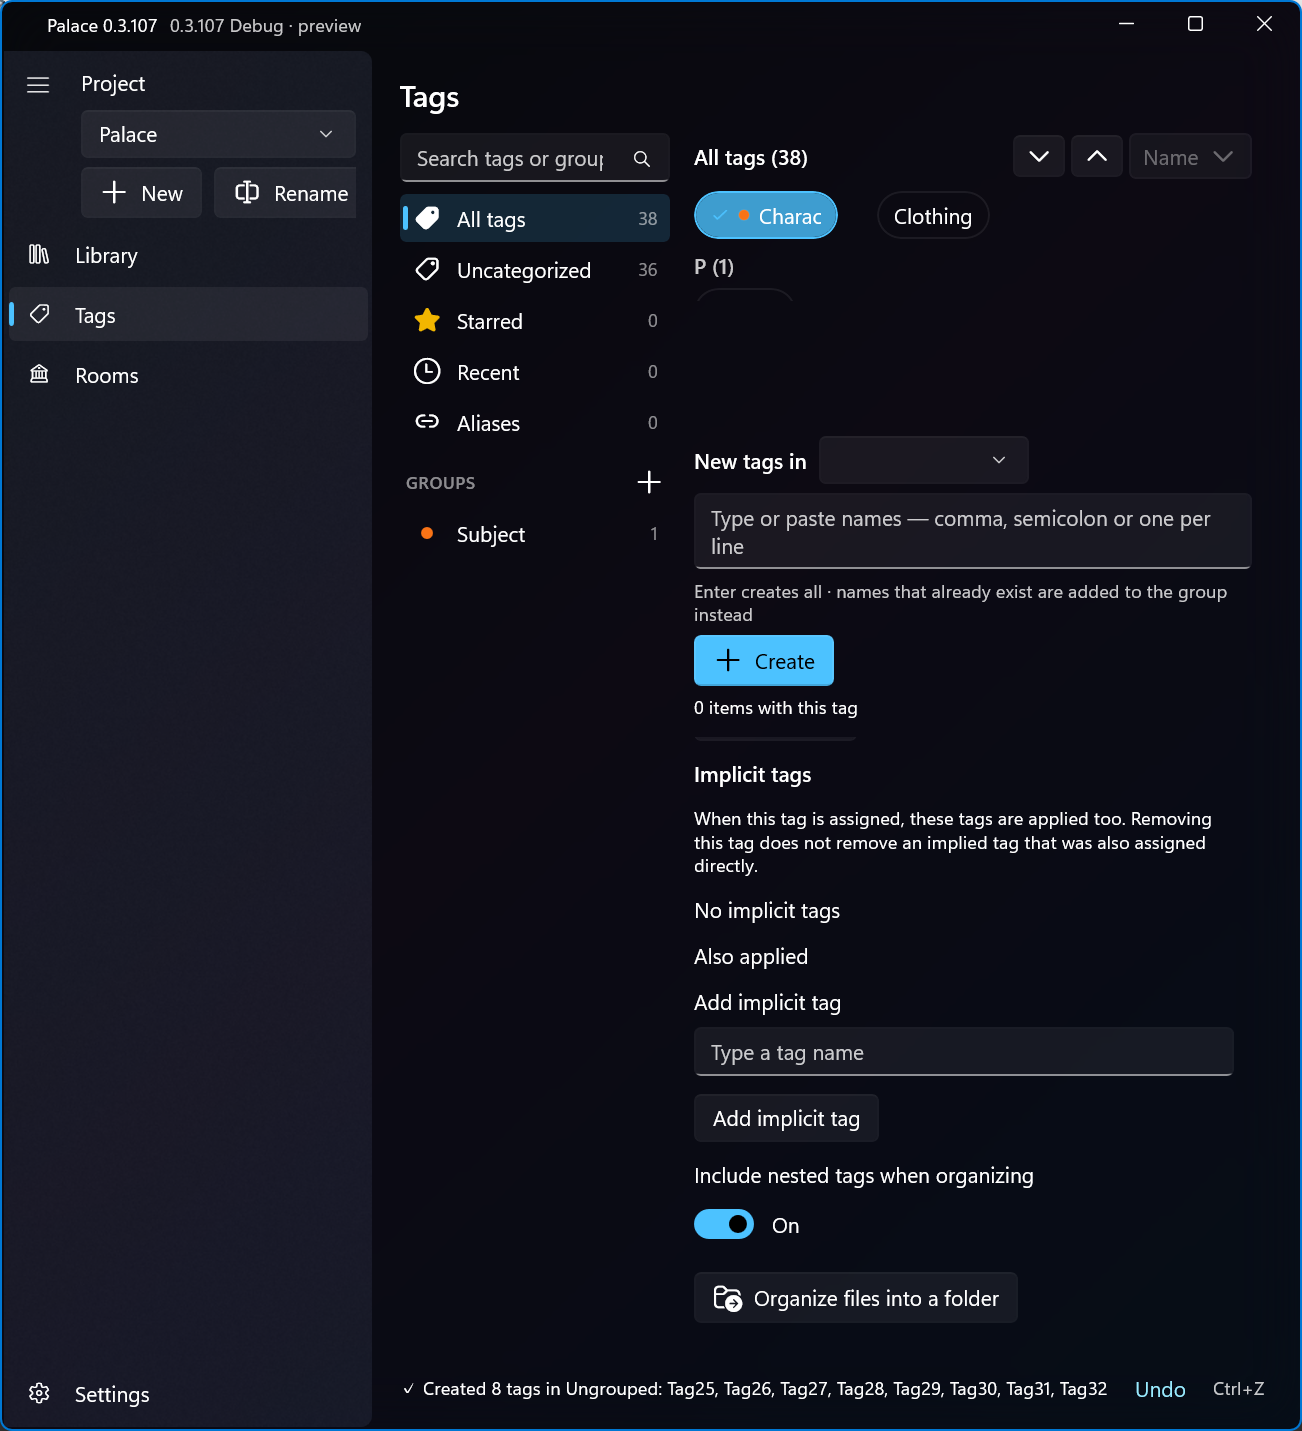 Palace 0.3.107 0.3.107 Debug · preview
Project
Palace
New
Rename
Library
Tags
Rooms
Settings
Tags
Search tags or group
All tags 38
Uncategorized 36
Starred 0
Recent 0
Aliases 0
GROUPS
Subject 1
All tags (38)
Name
Charac
Clothing
P (1)
New tags in
Type or paste names — comma, semicolon or one per
line
Enter creates all · names that already exist are added to the group
instead
Create
0 items with this tag
Implicit tags
When this tag is assigned, these tags are applied too. Removing
this tag does not remove an implied tag that was also assigned
directly.
No implicit tags
Also applied
Add implicit tag
Type a tag name
Add implicit tag
Include nested tags when organizing
On
Organize files into a folder
✓ Created 8 tags in Ungrouped: Tag25, Tag26, Tag27, Tag28, Tag29, Tag30, Tag31, Tag32 Undo Ctrl+Z